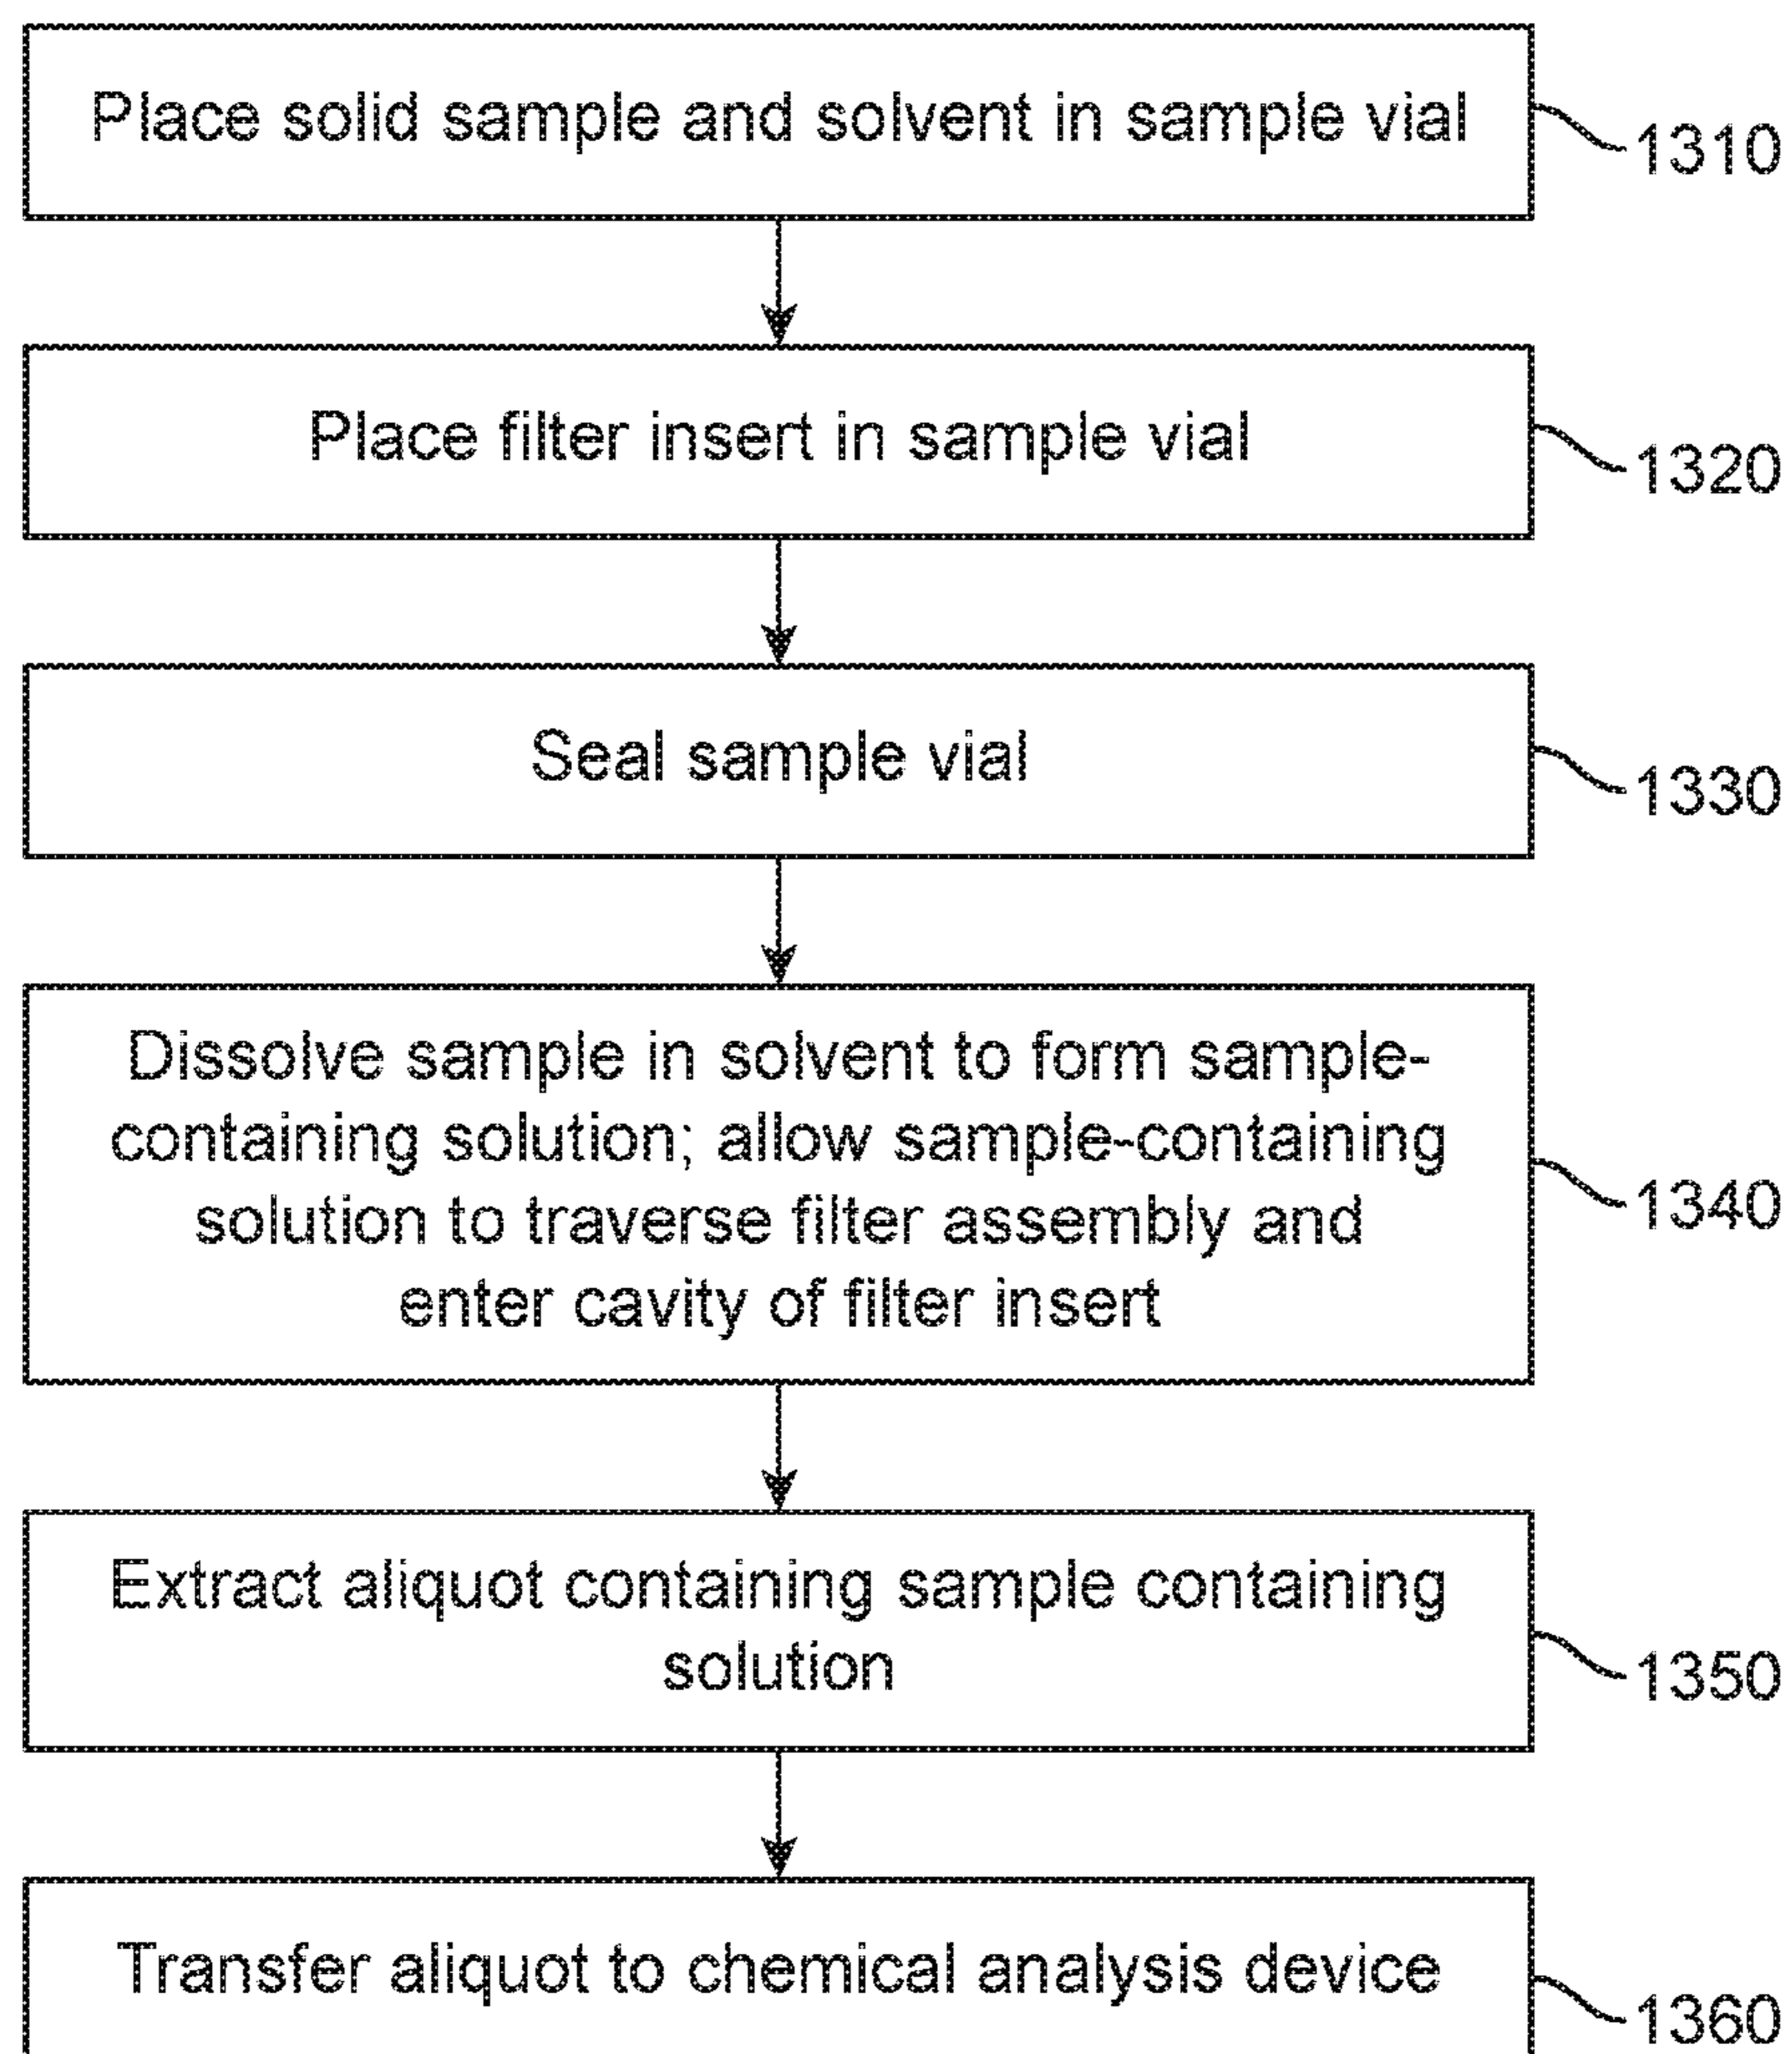 Place solid sample and solvent in sample vial
1310
Place filter insert in sample vial
1320
Seal sample vial
1330
Dissolve sample in solvent to form sample-
containing solution; allow sample-containing
solution to traverse filter assembly and
enter cavity of filter insert
1340
Extract aliquot containing sample containing
solution
1350
Transfer aliquot to chemical analysis device
1360